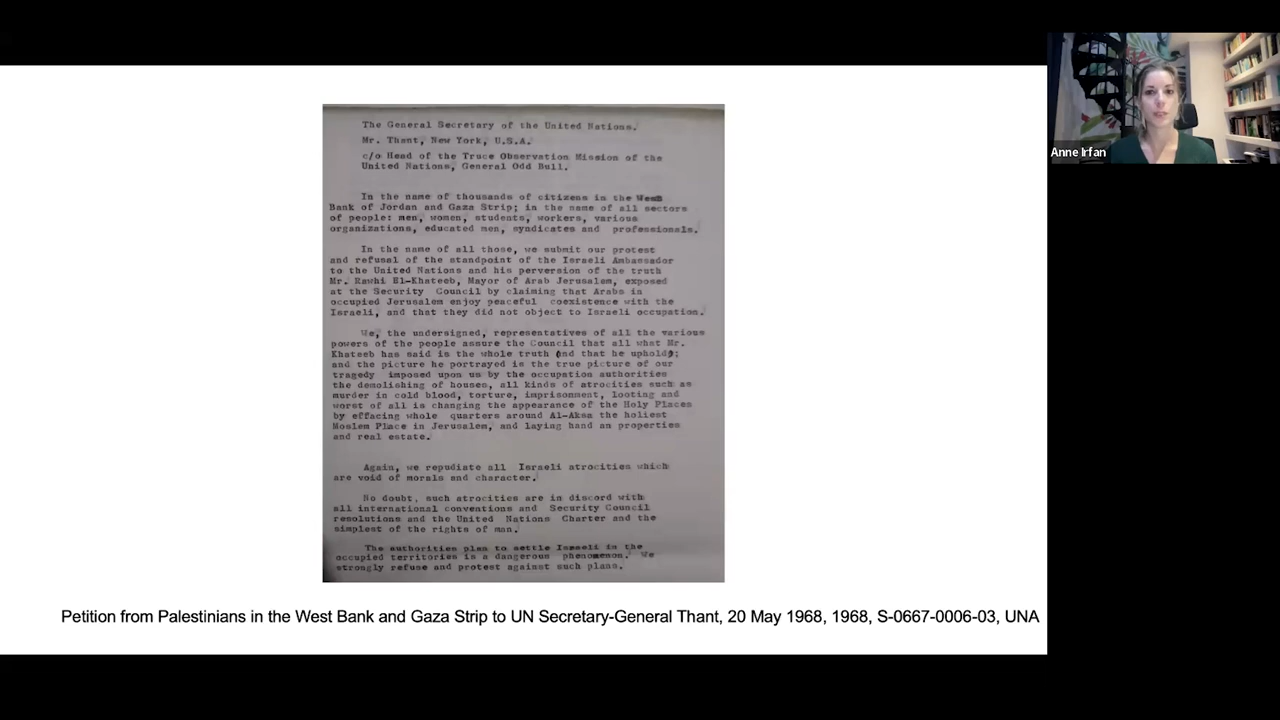 The General Secretary of the United Nations.
Mr. Thant, New York, U.S.A.
c/o Head of the Truce Observation Mission of the
United Nations, General Odd Bull.
In the name of thousands of citizens in the West
Bank of Jordan and Gaza Strip; in the name of all sectors
of people: men, women, students, workers, various
organizations, educated men, syndicates and professionals.
In the name of all those, we submit our protest
and refusal of the standpoint of the Israeli Ambassador
to the United Nations and his perversion of the truth
Mr. Rawhi El-Khateeb, Mayor of Arab Jerusalem, exposed
at the Security Council by claiming that Arabs in
occupied Jerusalem enjoy peaceful coexistence with the
Israeli, and that they did not object to Israeli occupation.
We, the undersigned, representatives of all the various
powers of the people assure the Council that all what Mr.
Khateeb has said is the whole truth (and that he uphold);
and the picture he portrayed is the true picture of our
tragedy imposed upon us by the occupation authorities
the demolishing of houses, all kinds of atrocities such as
murder in cold blood, torture, imprisonment, looting and
worst of all is changing the appearance of the Holy Places
by effacing whole quarters around Al-Aksa the holiest
Moslem Place in Jerusalem, and laying hand an properties
and real estate.
Again, we repudiate all Israeli atrocities which
are void of morals and character.
No doubt, such atrocities are in discord with
all international conventions and Security Council
resolutions and the United Nations Charter and the
simplest of the rights of man.
The authorities plan to settle Israeli in the
occupied territories is a dangerous phenomenon. We
strongly refuse and protest against such plans.
Petition from Palestinians in the West Bank and Gaza Strip to UN Secretary-General Thant, 20 May 1968, 1968, S-0667-0006-03, UNA
Anne Irfan